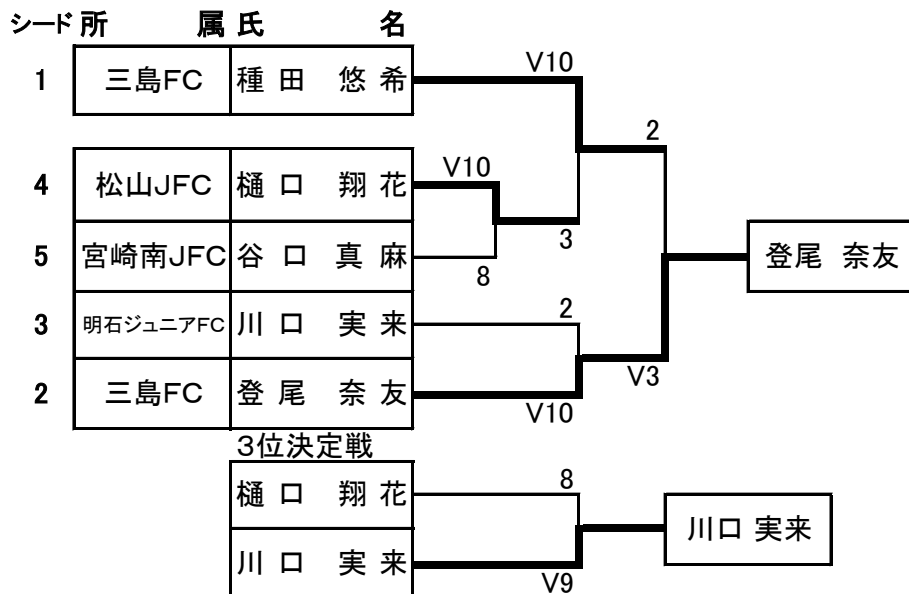 シード 所 属 氏 名
1 三島FC 種田 悠希
V10
2
4 松山JFC 樋口 翔花
V10
3
5 宮崎南JFC 谷口 真麻
8
登尾 奈友
3 明石ジュニアFC 川口 実来
2
2 三島FC 登尾 奈友
V10
V3
3位決定戦
樋口 翔花
8
川口 実来
川口 実来
V9